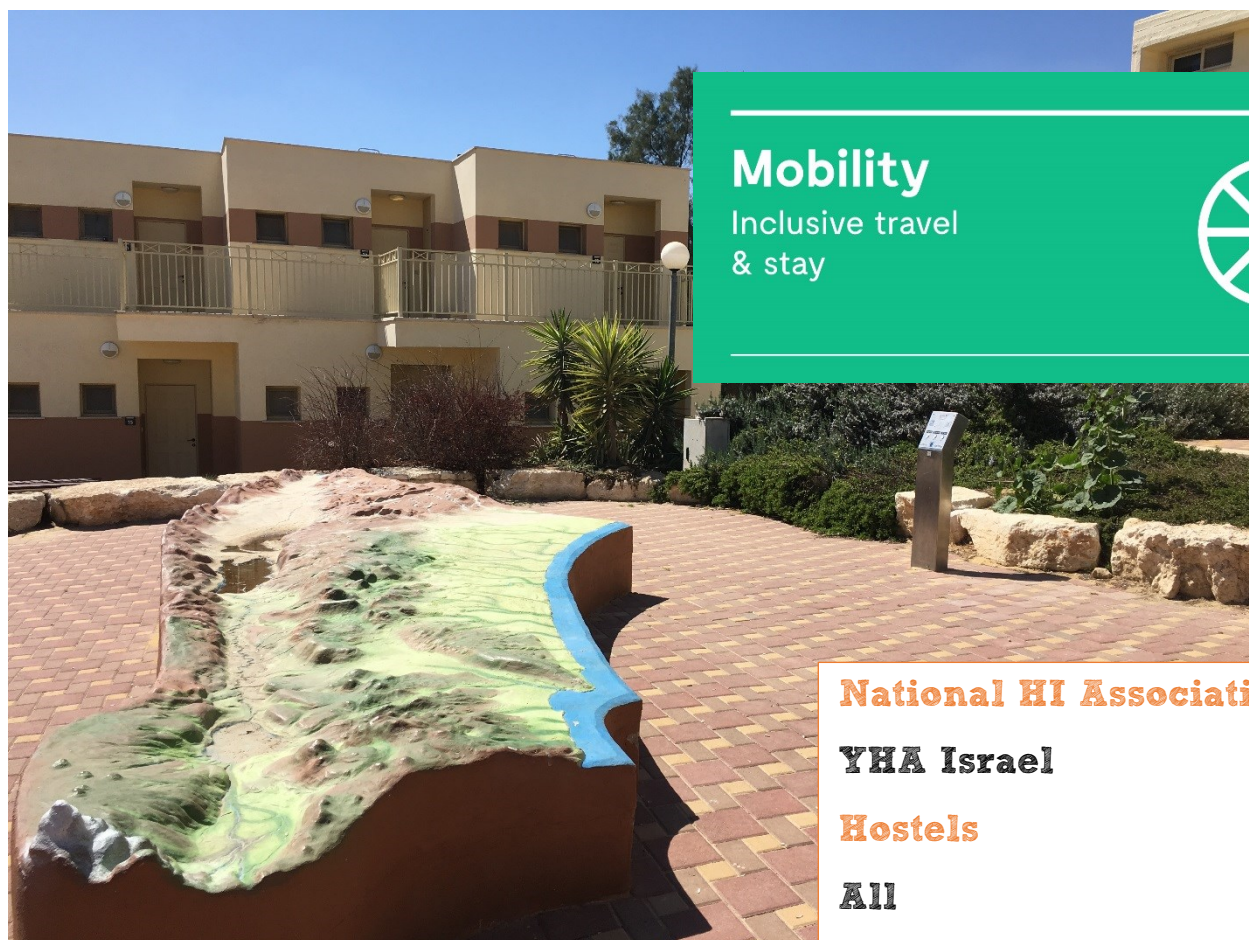 Mobility
Inclusive travel
& stay
National HI Associati
YHA Israel
Hostels
All